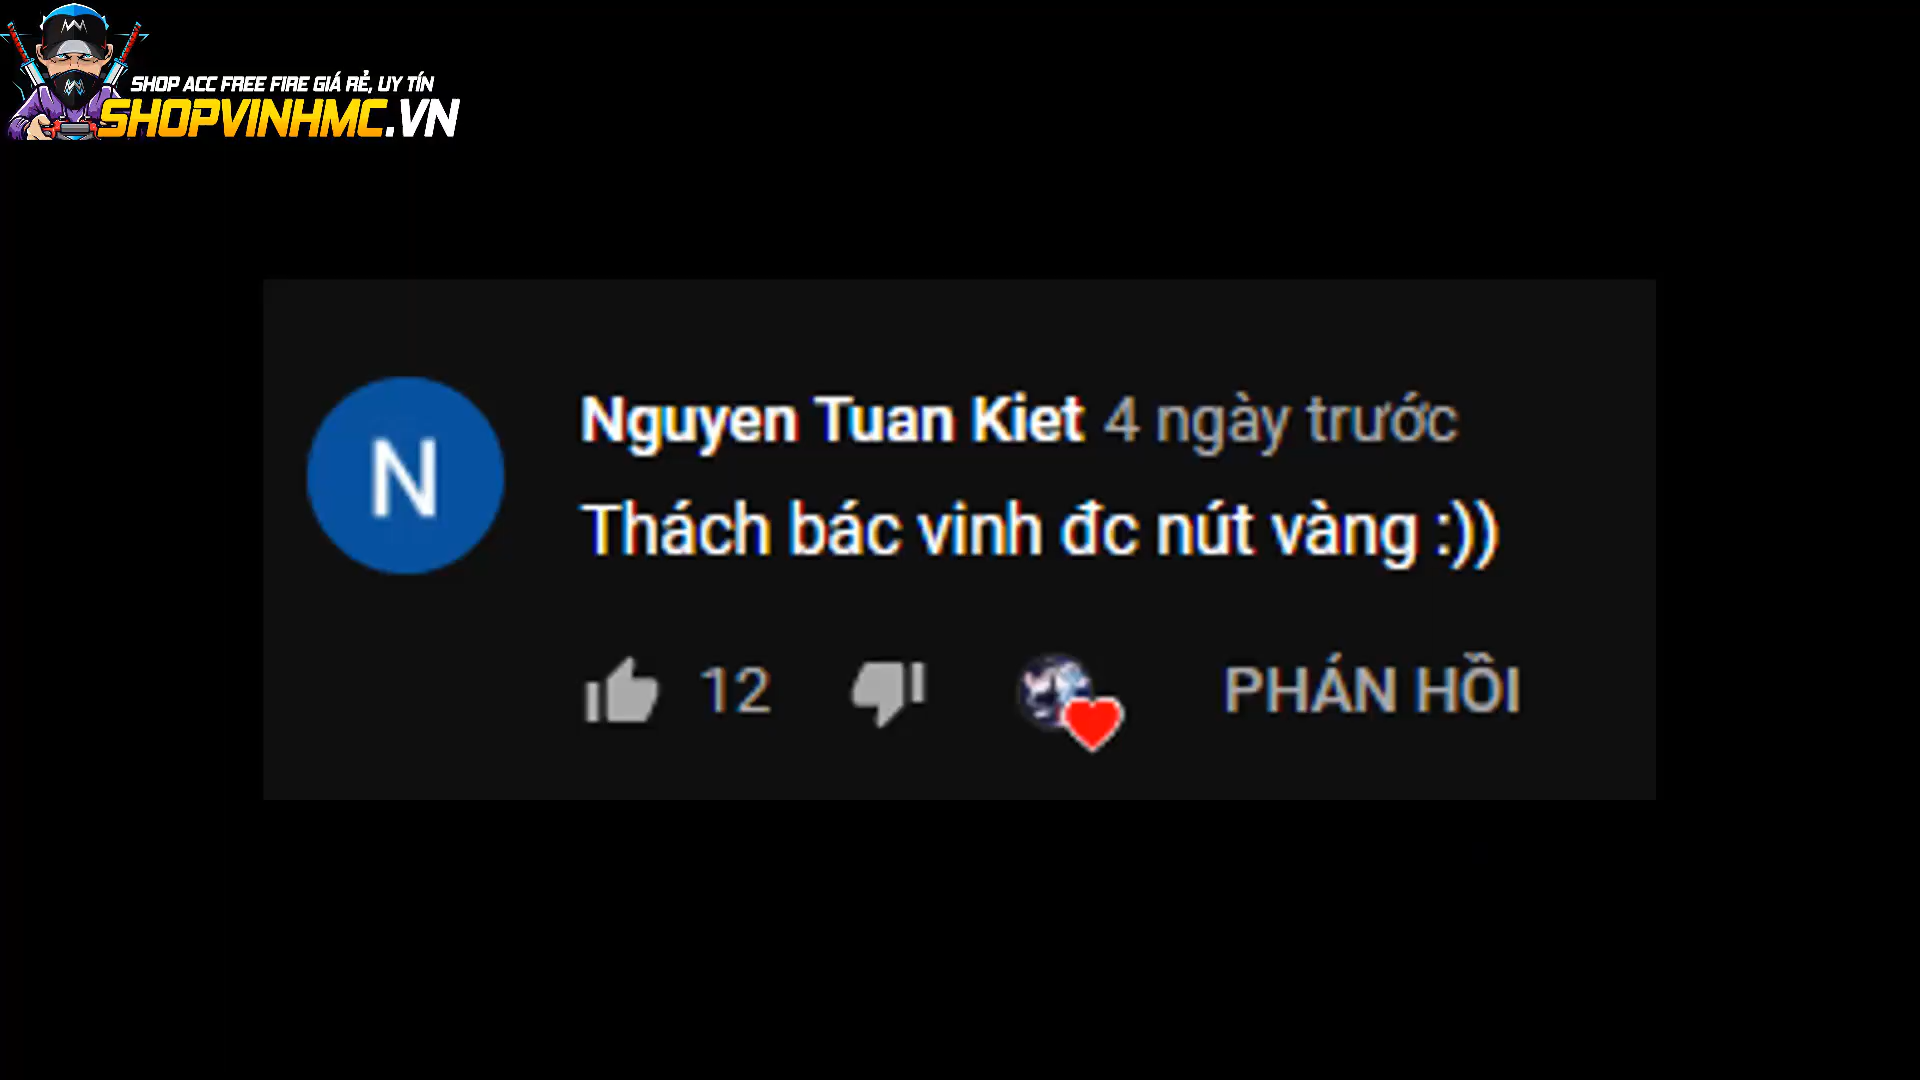 SHOP ACC FREE FIRE GIÁ RẺ, UY TÍN
SHOPVINHMC.VN
Nguyen Tuan Kiet 4 ngày trước
N
Thách bác vinh đc nút vàng :))
12 PHẢN HỒI